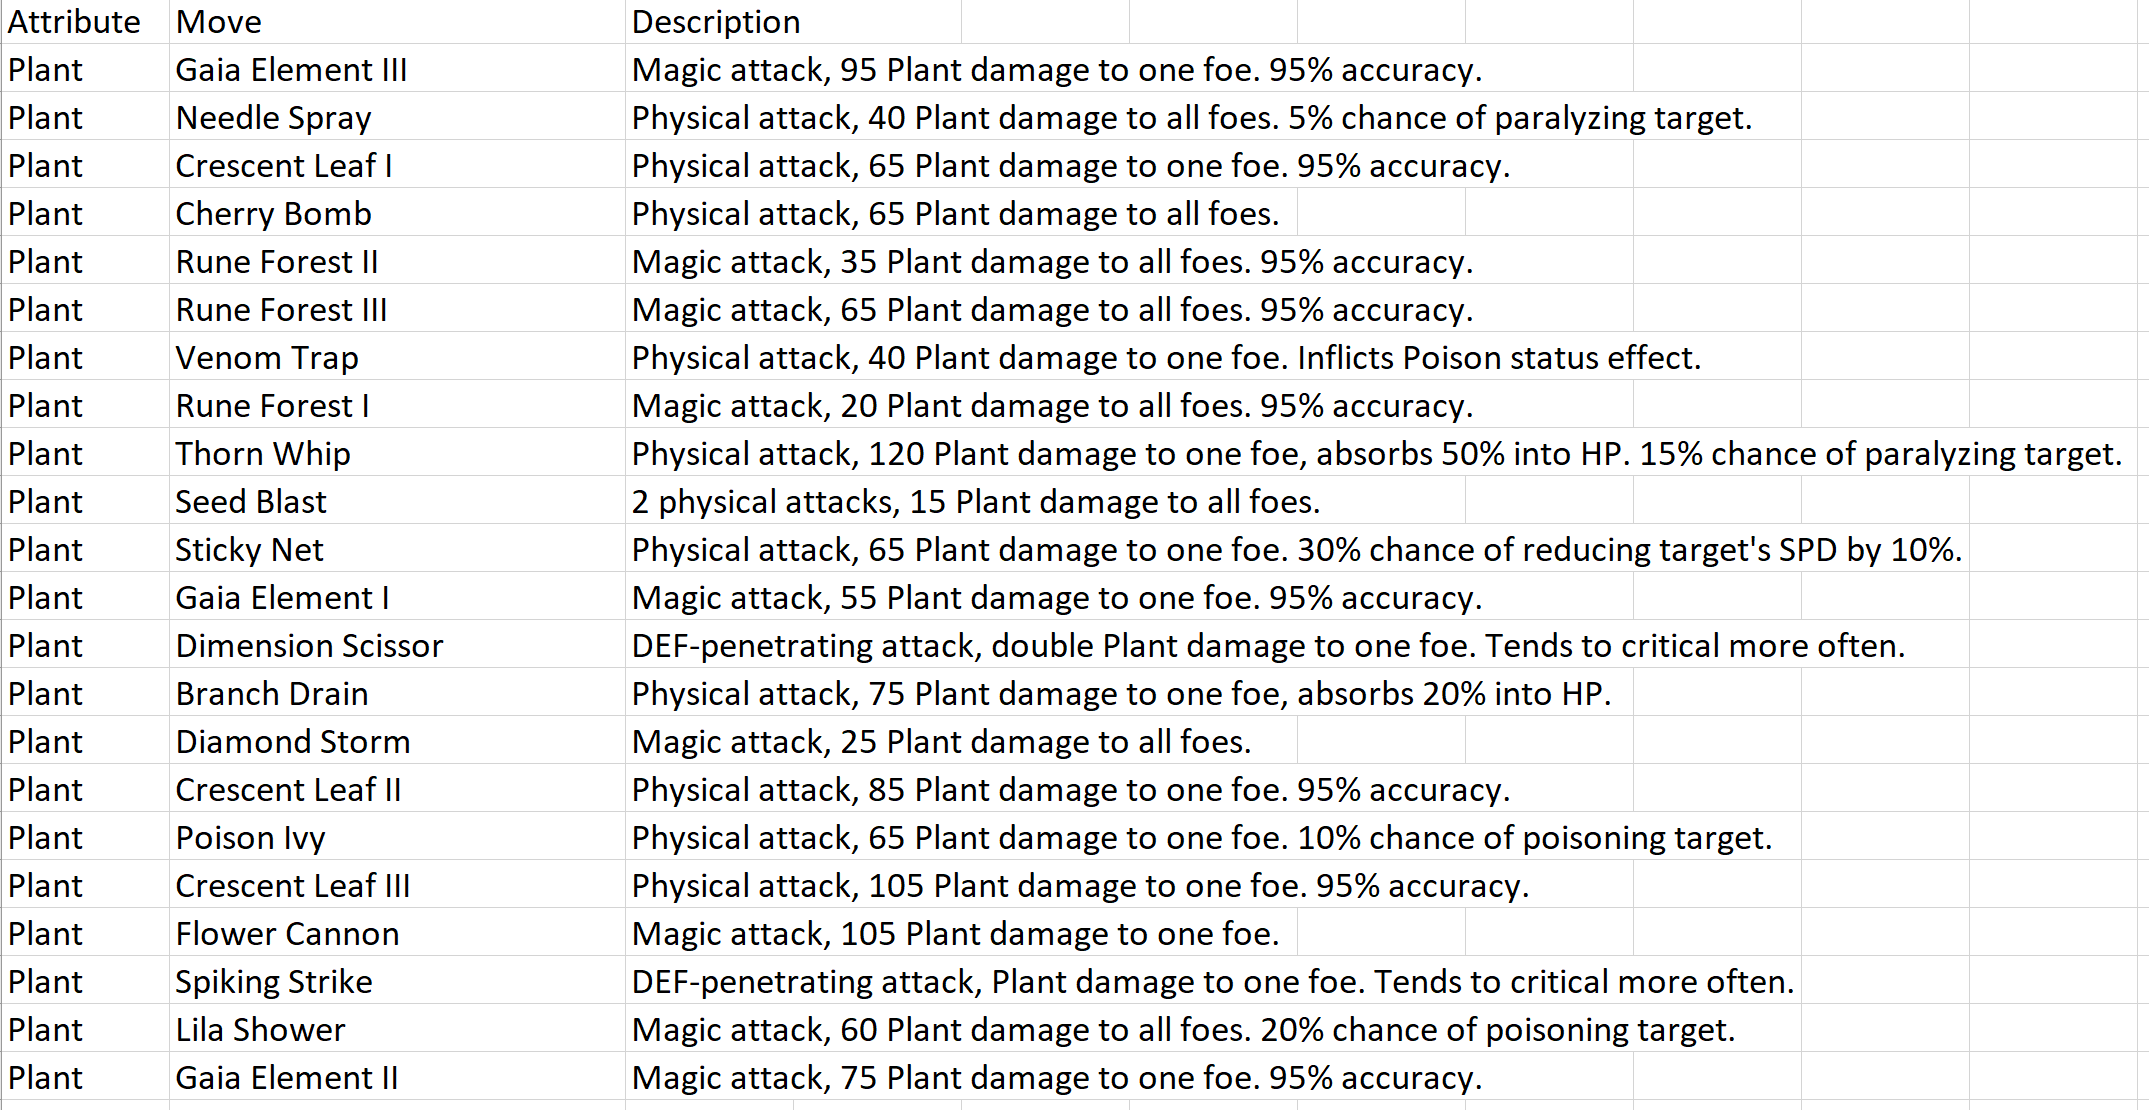 Attribute Move Description
Plant Gaia Element III Magic attack, 95 Plant damage to one foe. 95% accuracy.
Plant Needle Spray Physical attack, 40 Plant damage to all foes. 5% chance of paralyzing target.
Plant Crescent Leaf I Physical attack, 65 Plant damage to one foe. 95% accuracy.
Plant Cherry Bomb Physical attack, 65 Plant damage to all foes.
Plant Rune Forest II Magic attack, 35 Plant damage to all foes. 95% accuracy.
Plant Rune Forest III Magic attack, 65 Plant damage to all foes. 95% accuracy.
Plant Venom Trap Physical attack, 40 Plant damage to one foe. Inflicts Poison status effect.
Plant Rune Forest I Magic attack, 20 Plant damage to all foes. 95% accuracy.
Plant Thorn Whip Physical attack, 120 Plant damage to one foe, absorbs 50% into HP. 15% chance of paralyzing target.
Plant Seed Blast 2 physical attacks, 15 Plant damage to all foes.
Plant Sticky Net Physical attack, 65 Plant damage to one foe. 30% chance of reducing target's SPD by 10%.
Plant Gaia Element I Magic attack, 55 Plant damage to one foe. 95% accuracy.
Plant Dimension Scissor DEF-penetrating attack, double Plant damage to one foe. Tends to critical more often.
Plant Branch Drain Physical attack, 75 Plant damage to one foe, absorbs 20% into HP.
Plant Diamond Storm Magic attack, 25 Plant damage to all foes.
Plant Crescent Leaf II Physical attack, 85 Plant damage to one foe. 95% accuracy.
Plant Poison Ivy Physical attack, 65 Plant damage to one foe. 10% chance of poisoning target.
Plant Crescent Leaf III Physical attack, 105 Plant damage to one foe. 95% accuracy.
Plant Flower Cannon Magic attack, 105 Plant damage to one foe.
Plant Spiking Strike DEF-penetrating attack, Plant damage to one foe. Tends to critical more often.
Plant Lila Shower Magic attack, 60 Plant damage to all foes. 20% chance of poisoning target.
Plant Gaia Element II Magic attack, 75 Plant damage to one foe. 95% accuracy.